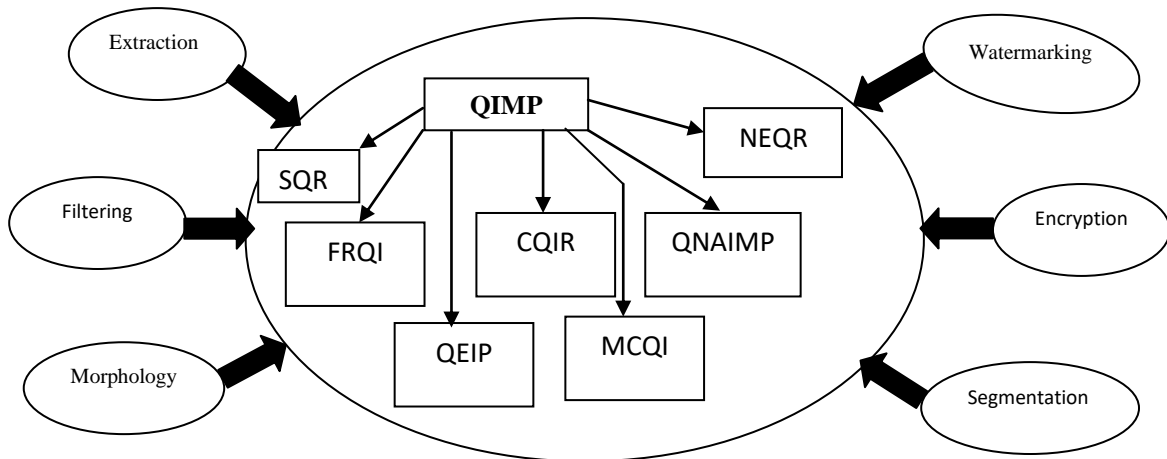 Extraction
Watermarking
QIMP
NEQR
SQR
Filtering
Encryption
FRQI
CQIR
QNAIMP
QEIP
MCQI
Morphology
Segmentation